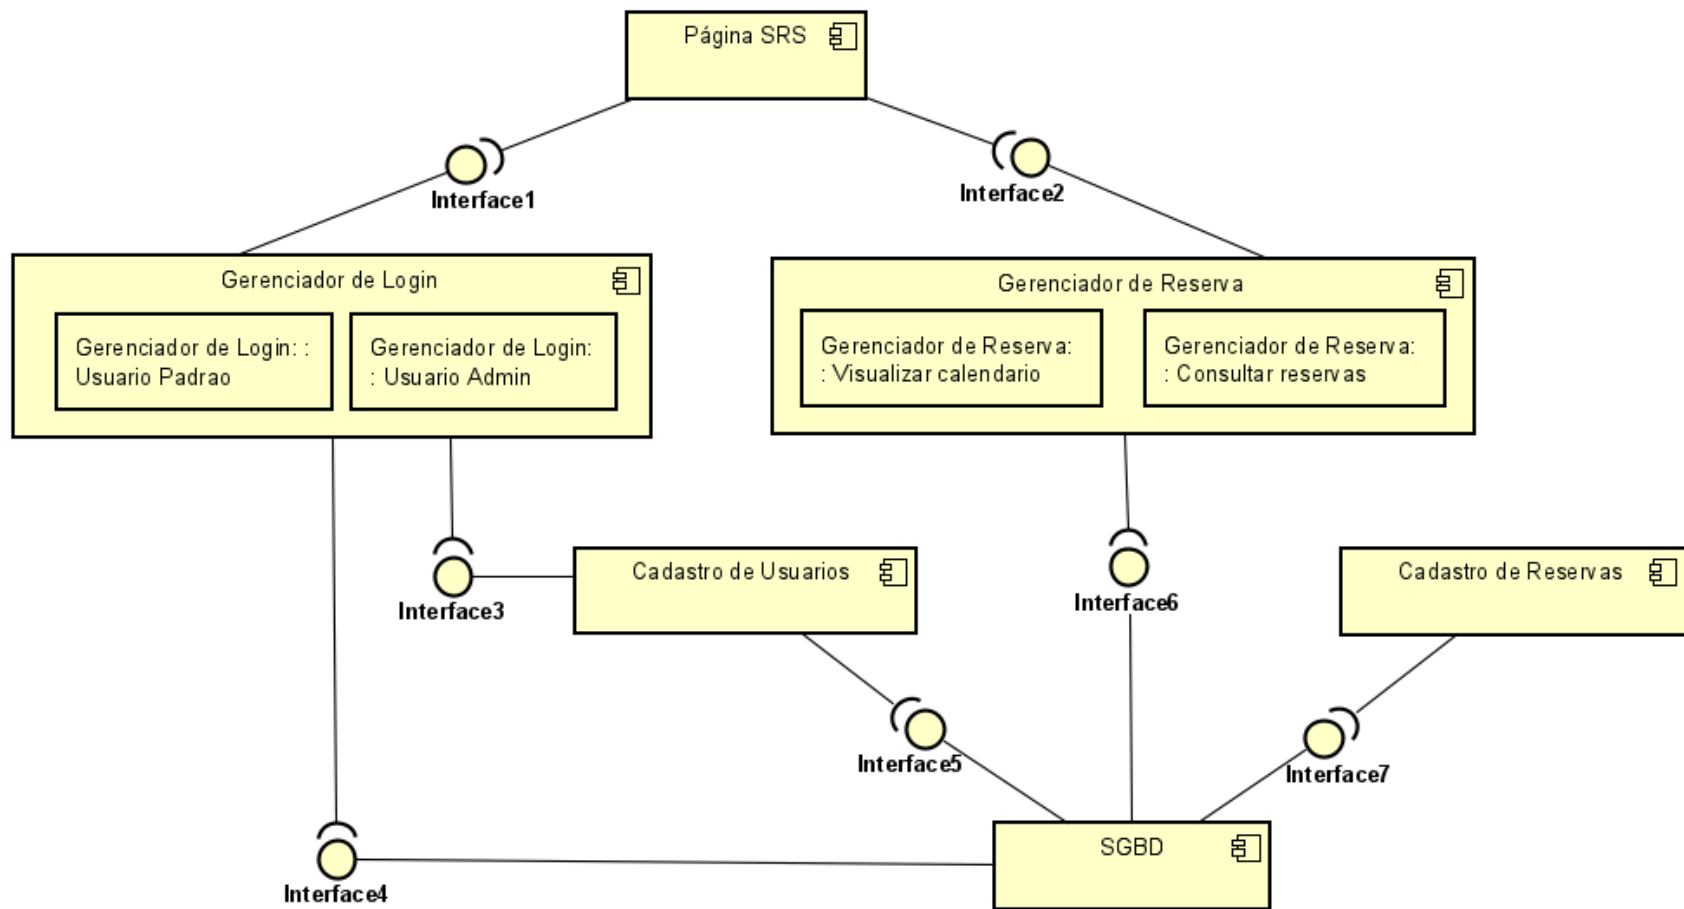 Página SRS
Interface1
Interface2
Gerenciador de Login
Gerenciador de Login: :
Usuario Padrao
Gerenciador de Login:
: Usuario Admin
Gerenciador de Reserva
Gerenciador de Reserva:
: Visualizar calendario
Gerenciador de Reserva:
: Consultar reservas
Interface3
Cadastro de Usuarios
Interface6
Cadastro de Reservas
Interface5
Interface7
Interface4
SGBD